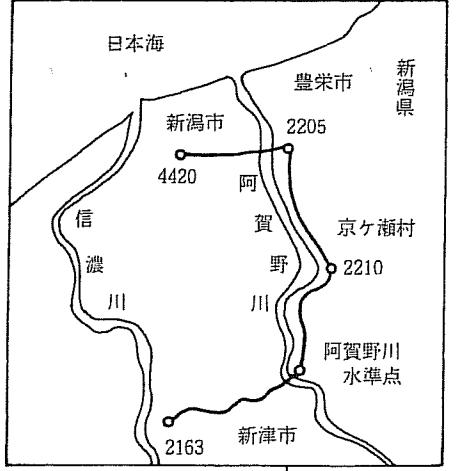 日本海
新潟県
豊栄市
新潟市
2205
4420
阿賀野川
信濃川
京ケ瀬村
2210
阿賀野川
水準点
2163
新津市